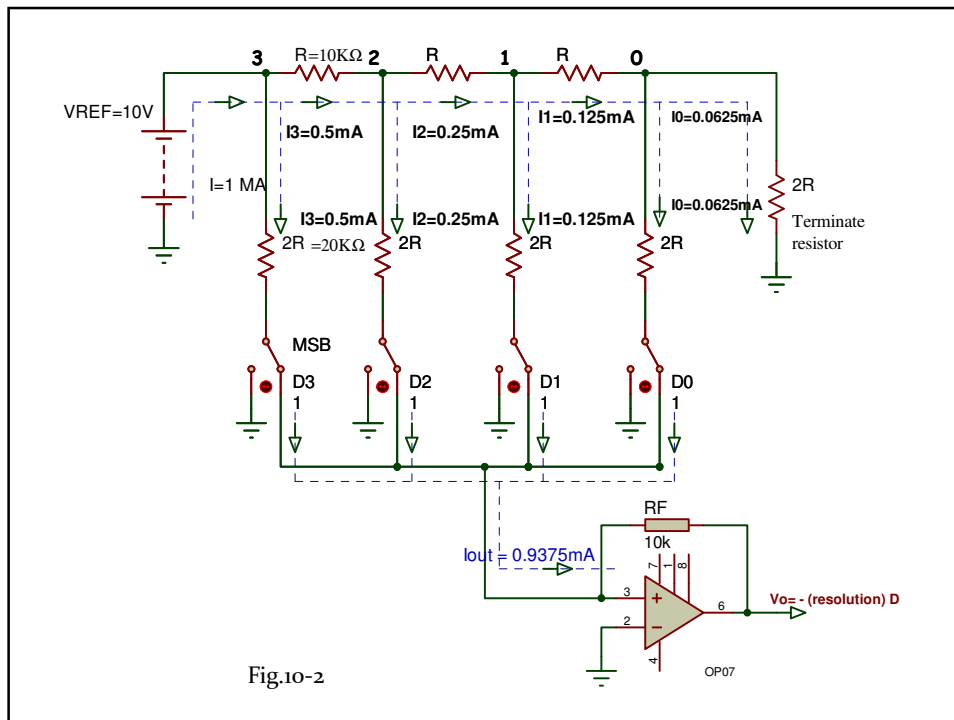 3 R=10KΩ 2 R 1 R 0
VREF=10V
I3=0.5mA I2=0.25mA I1=0.125mA I0=0.0625mA
I=1 MA
I3=0.5mA I2=0.25mA I1=0.125mA I0=0.0625mA
2R =20KΩ 2R 2R 2R 2R
Terminate
resistor
MSB
D3 D2 D1 D0
1 1 1 1
RF
10k
Iout = 0.9375mA
7 1 8
3 + 6
2 −
4
Vo= - (resolution) D
OP07
Fig.10-2